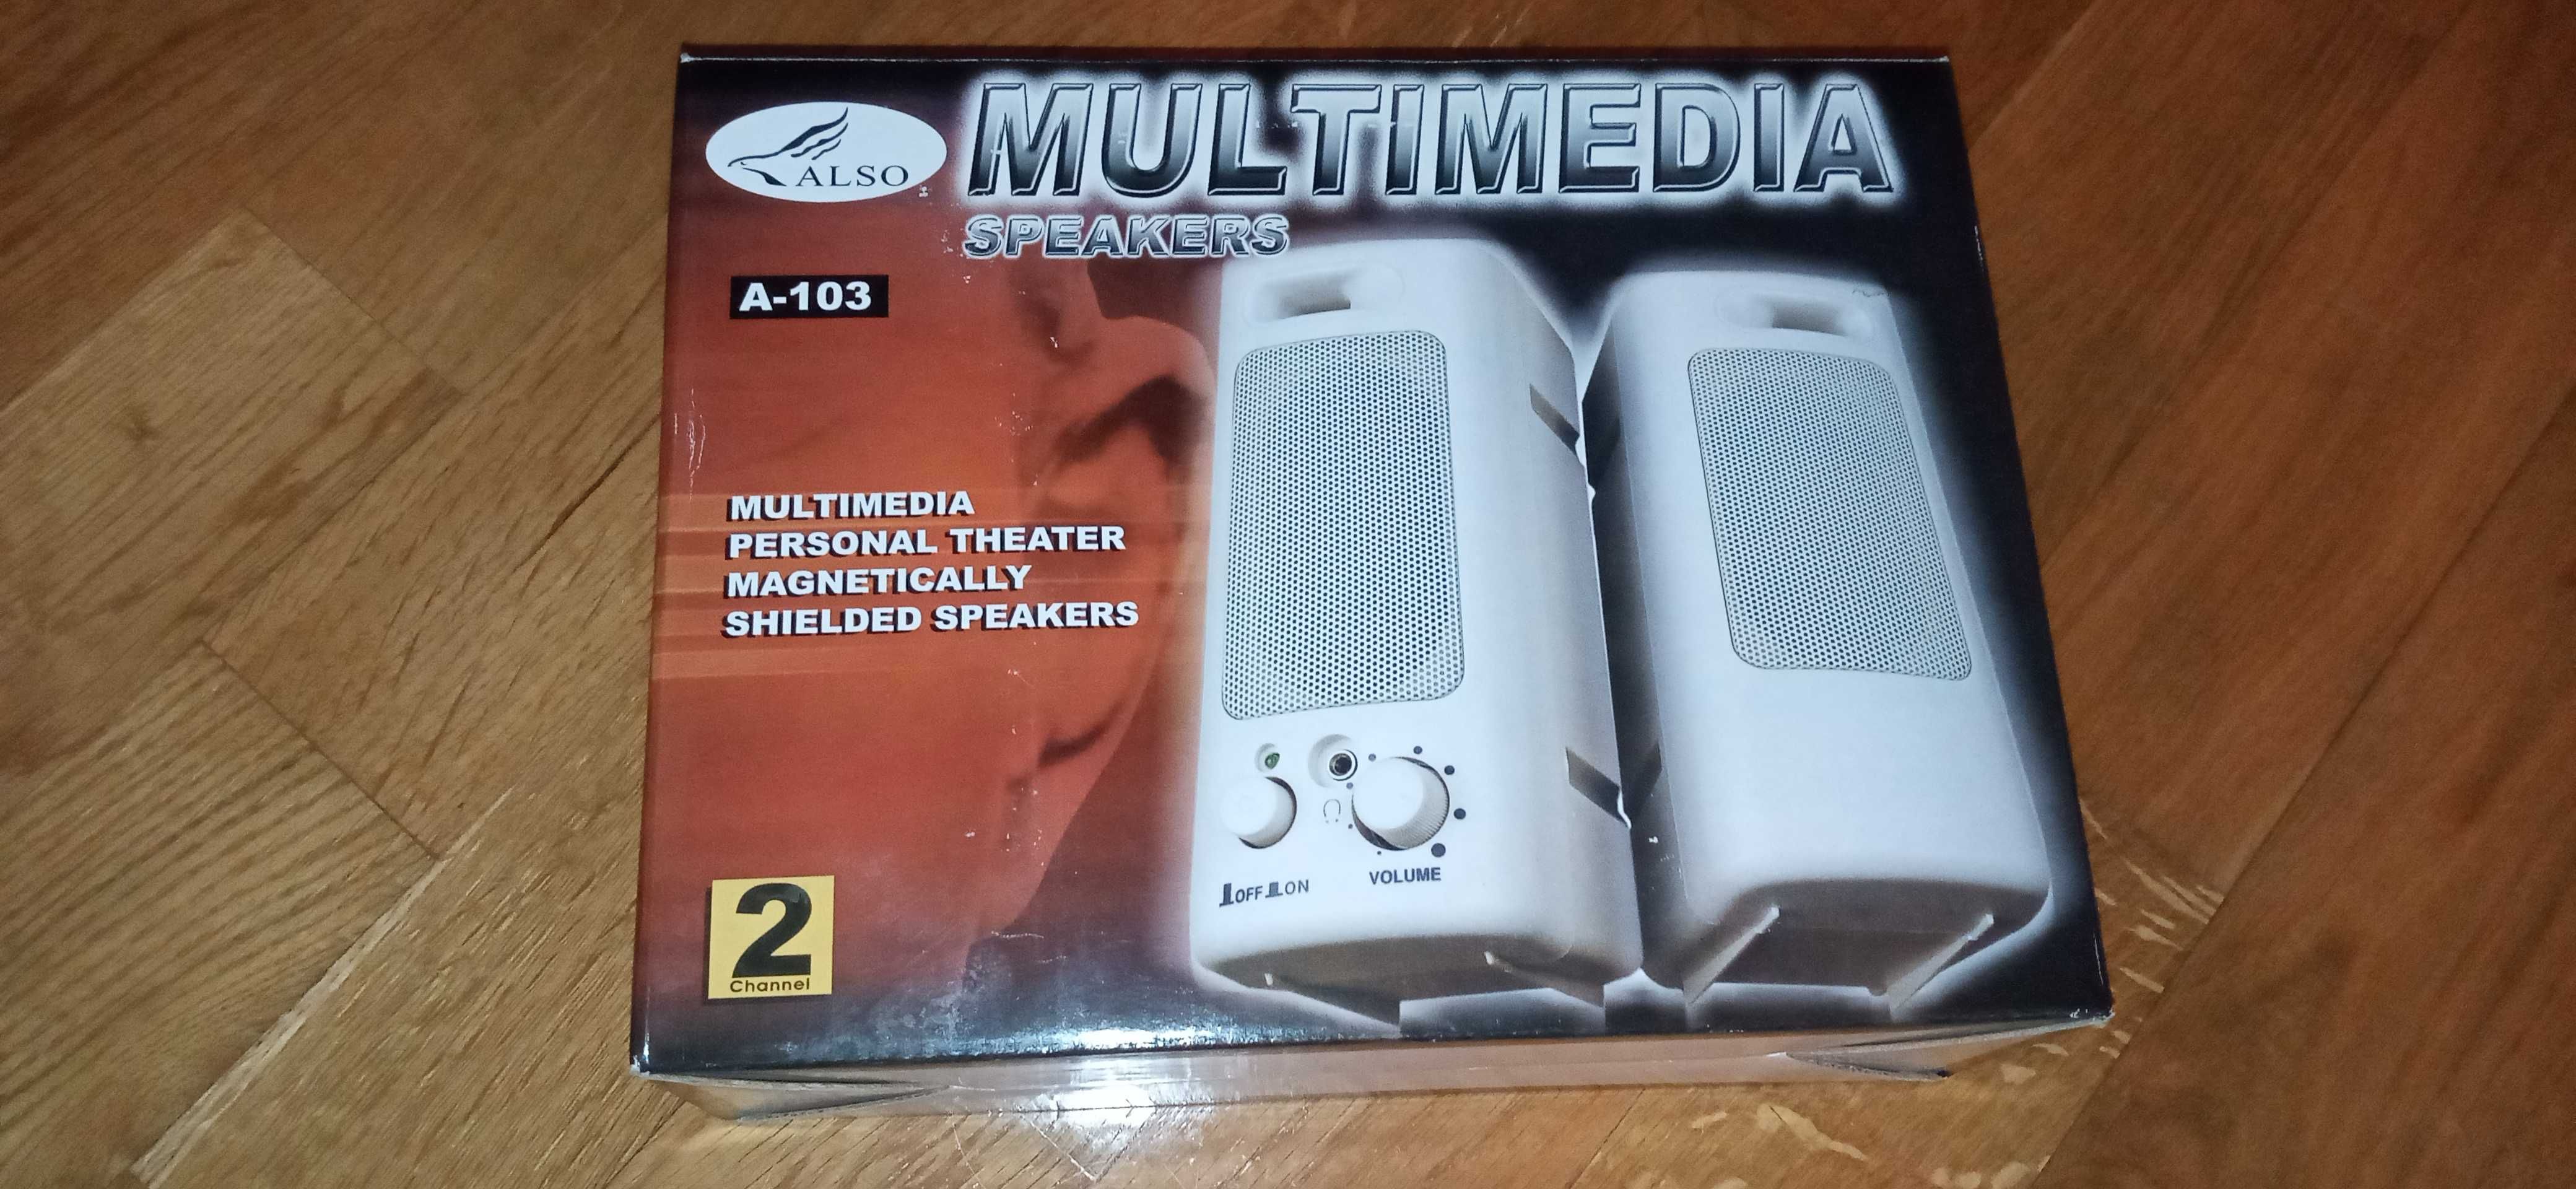 ALSO
MULTIMEDIA
SPEAKERS
A-103
MULTIMEDIA
PERSONAL THEATER
MAGNETICALLY
SHIELDED SPEAKERS
OFF ON
VOLUME
2
Channel